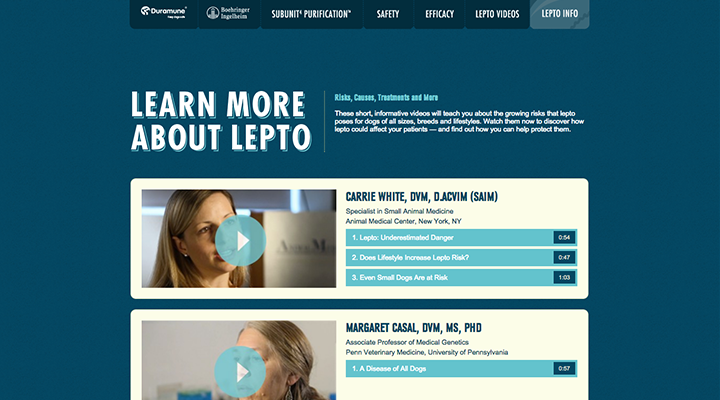 Duramune
Boehringer
Ingelheim
SUBUNIT⁴ PURIFICATION™
SAFETY
EFFICACY
LEPTO VIDEOS
LEPTO INFO
LEARN MORE
ABOUT LEPTO
Risks, Causes, Treatments and More
These short, informative videos will teach you about the growing risks that lepto
poses for dogs of all sizes, breeds and lifestyles. Watch them now to discover how
lepto could affect your patients — and find out how you can help protect them.
CARRIE WHITE, DVM, D.ACVIM (SAIM)
Specialist in Small Animal Medicine
Animal Medical Center, New York, NY
1. Lepto: Underestimated Danger 0:54
2. Does Lifestyle Increase Lepto Risk? 0:47
3. Even Small Dogs Are at Risk 1:03
MARGARET CASAL, DVM, MS, PHD
Associate Professor of Medical Genetics
Penn Veterinary Medicine, University of Pennsylvania
1. A Disease of All Dogs 0:57